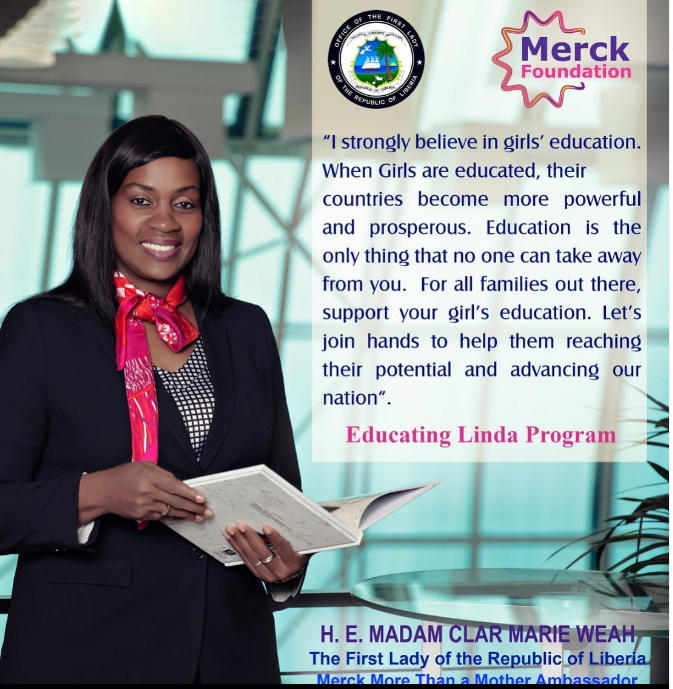 OFFICE OF THE FIRST LADY
OF THE REPUBLIC OF LIBERIA
Merck
Foundation
“I strongly believe in girls’ education.
When Girls are educated, their
countries become more powerful
and prosperous. Education is the
only thing that no one can take away
from you. For all families out there,
support your girl’s education. Let’s
join hands to help them reaching
their potential and advancing our
nation”.
Educating Linda Program
H. E. MADAM CLAR MARIE WEAH
The First Lady of the Republic of Liberia
Merck More Than a Mother Ambassador